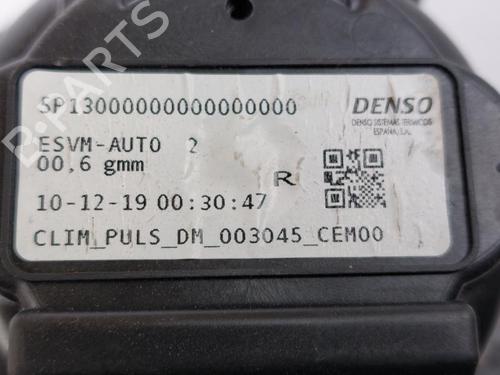 SP13000000000000000
DENSO
DENSO SISTEMAS TERMICOS
ESPAÑA, S.A.
ESVM-AUTO 2
00,6 gmm
R
10-12-19 00:30:47
CLIM_PULS_DM_003045_CEM00
B-PARTS